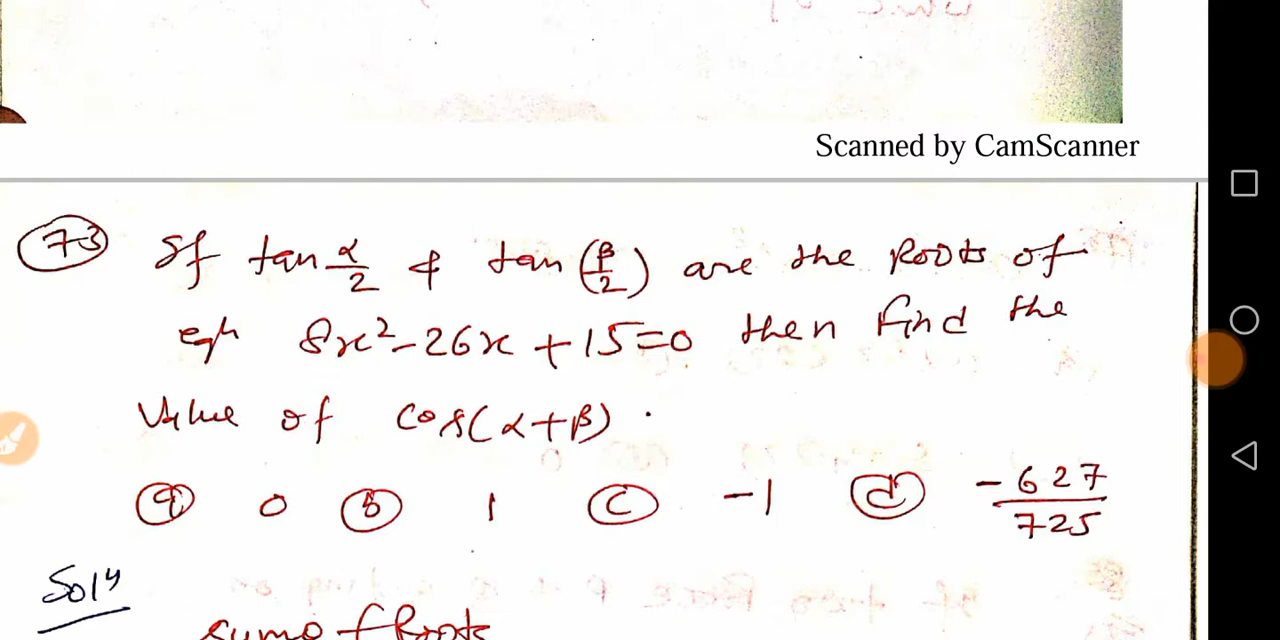 Scanned by CamScanner
73 If tan α/2 & tan (β/2) are the Roots of
eqn 8x² - 26x + 15 = 0 then find the
value of cos(α+β) .
a 0 b 1 c -1 d -627/725
Soln
sum of Roots